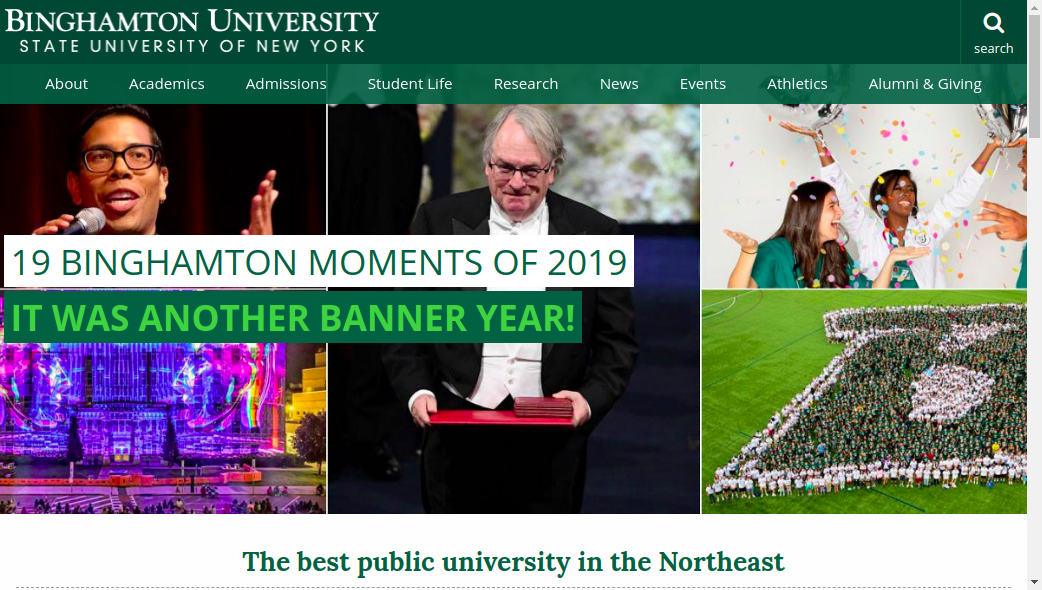 BINGHAMTON UNIVERSITY
STATE UNIVERSITY OF NEW YORK
search
About
Academics
Admissions
Student Life
Research
News
Events
Athletics
Alumni & Giving
19 BINGHAMTON MOMENTS OF 2019
IT WAS ANOTHER BANNER YEAR!
The best public university in the Northeast